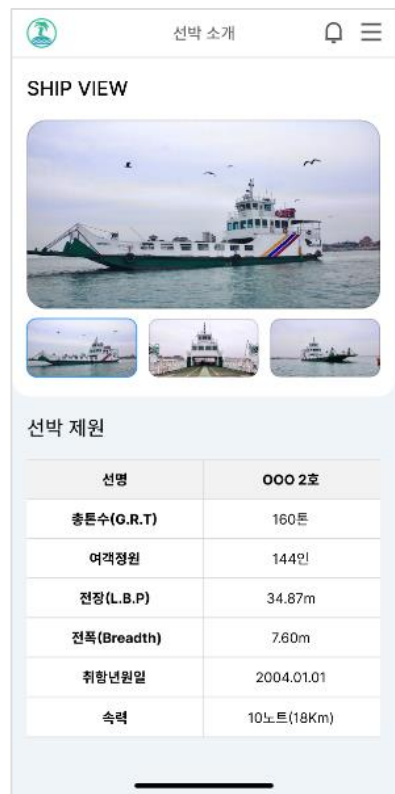 선박 소개
SHIP VIEW
선박 제원
선명 OOO 2호
총톤수(G.R.T) 160톤
여객정원 144인
전장(L.B.P) 34.87m
전폭(Breadth) 7.60m
취항년원일 2004.01.01
속력 10노트(18Km)